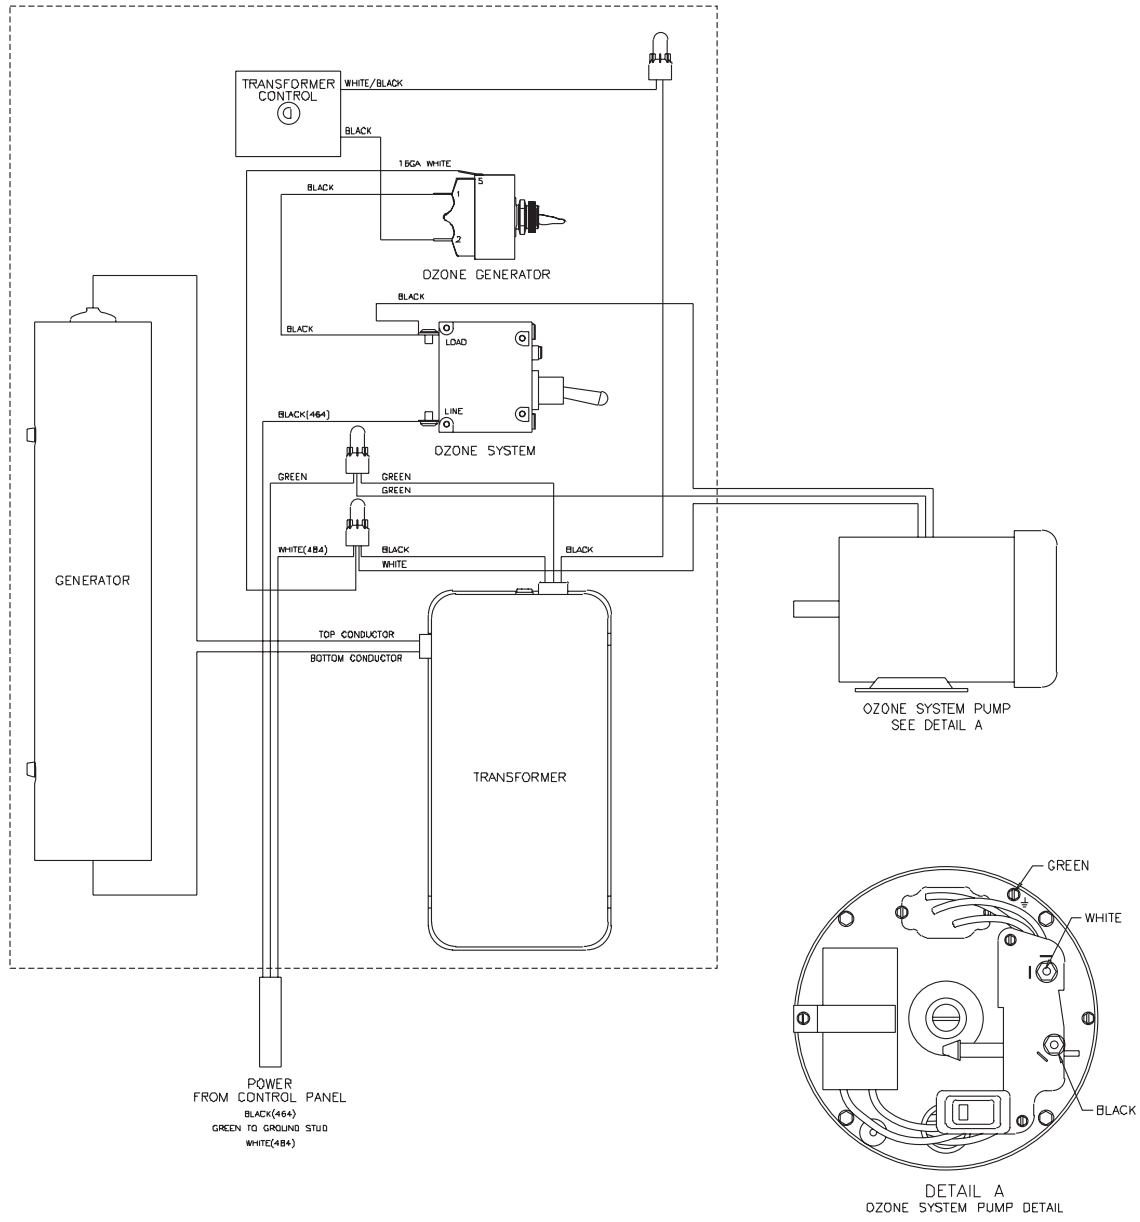 TRANSFORMER
CONTROL
WHITE/BLACK
BLACK
16GA WHITE
5
BLACK
1
2
OZONE GENERATOR
BLACK
BLACK
LOAD
LINE
BLACK(464)
OZONE SYSTEM
GREEN
GREEN
GREEN
WHITE(484)
BLACK
BLACK
WHITE
GENERATOR
TOP CONDUCTOR
BOTTOM CONDUCTOR
TRANSFORMER
OZONE SYSTEM PUMP
SEE DETAIL A
GREEN
WHITE
BLACK
POWER
FROM CONTROL PANEL
BLACK(464)
GREEN TO GROUND STUD
WHITE(484)
DETAIL A
OZONE SYSTEM PUMP DETAIL